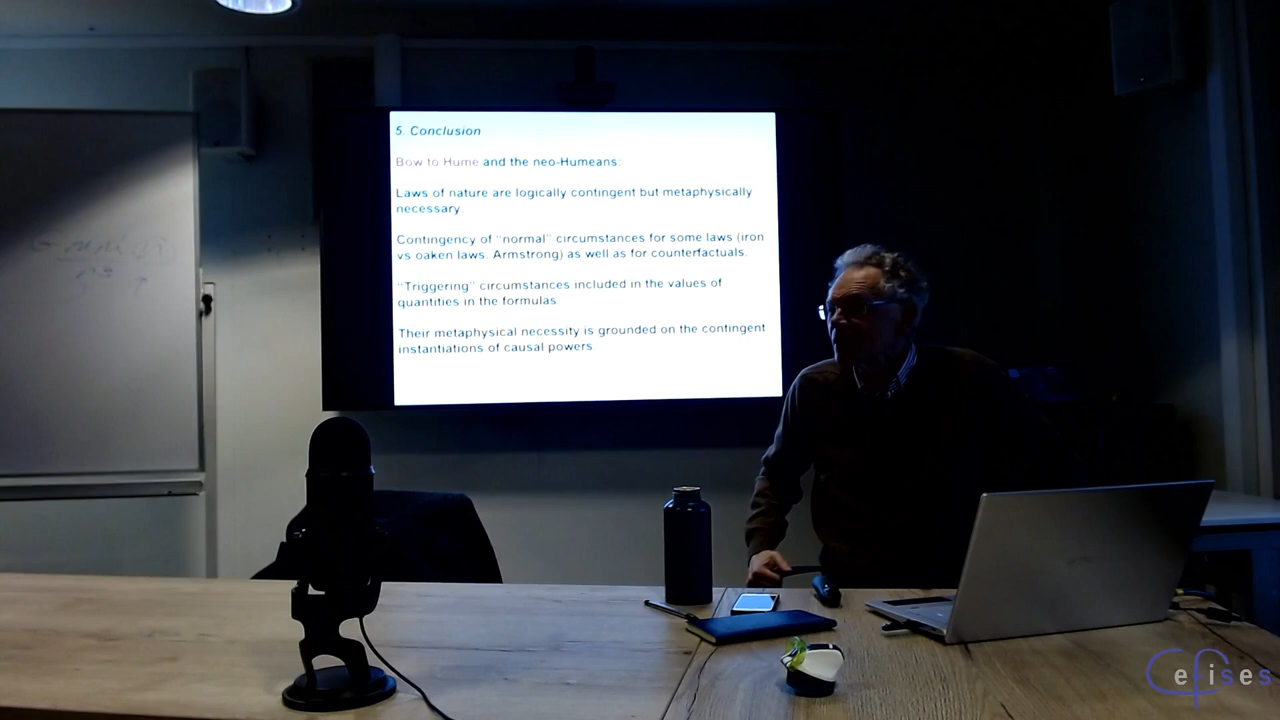 5. Conclusion
Bow to Hume and the neo-Humeans:
Laws of nature are logically contingent but metaphysically
necessary.
Contingency of "normal" circumstances for some laws (iron
vs oaken laws. Armstrong) as well as for counterfactuals.
"Triggering" circumstances included in the values of
quantities in the formulas.
Their metaphysical necessity is grounded on the contingent
instantiations of causal powers
Cefises